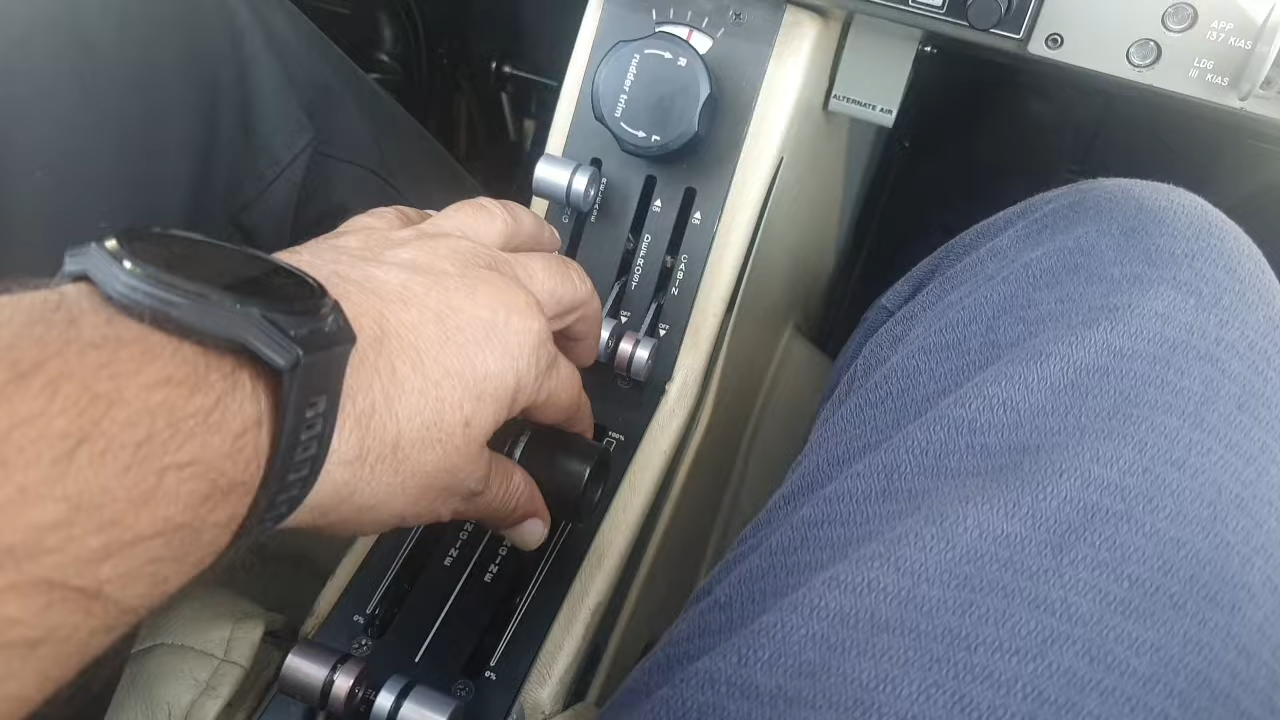 APP
137 KIAS
LDG
111 KIAS
ALTERNATE AIR
R
rudder trim
L
RELEASE
ON
ON
DEFROST
CABIN
OFF
OFF
100%
ENGINE
0%
0%